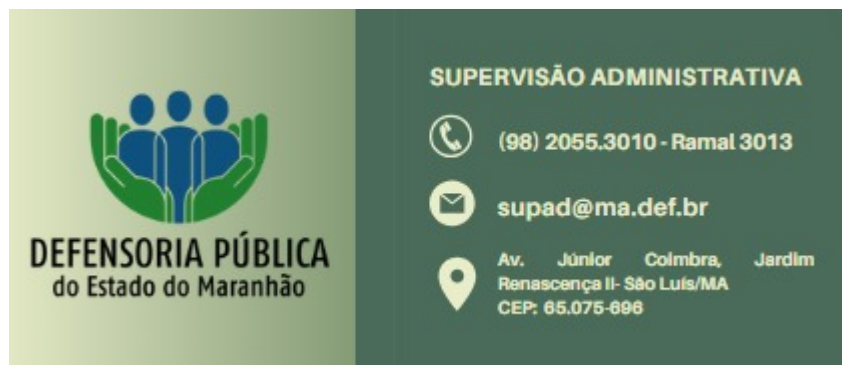 DEFENSORIA PÚBLICA
do Estado do Maranhão
SUPERVISÃO ADMINISTRATIVA
(98) 2055.3010 - Ramal 3013
supad@ma.def.br
Av. Júnior Coimbra, Jardim
Renascença II- São Luís/MA
CEP: 65.075-696